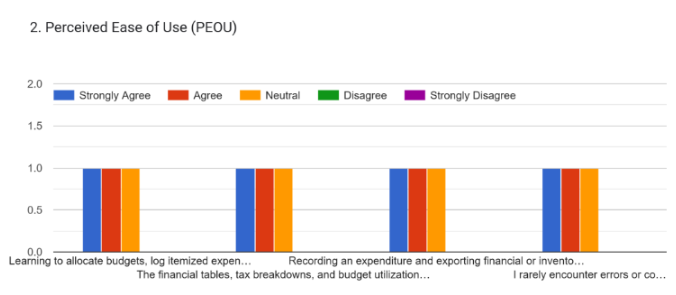 2. Perceived Ease of Use (PEOU)
2.0
Strongly Agree Agree Neutral Disagree Strongly Disagree
1.5
1.0
0.5
0.0
Learning to allocate budgets, log itemized expen…
Recording an expenditure and exporting financial or invento…
The financial tables, tax breakdowns, and budget utilization…
I rarely encounter errors or co…